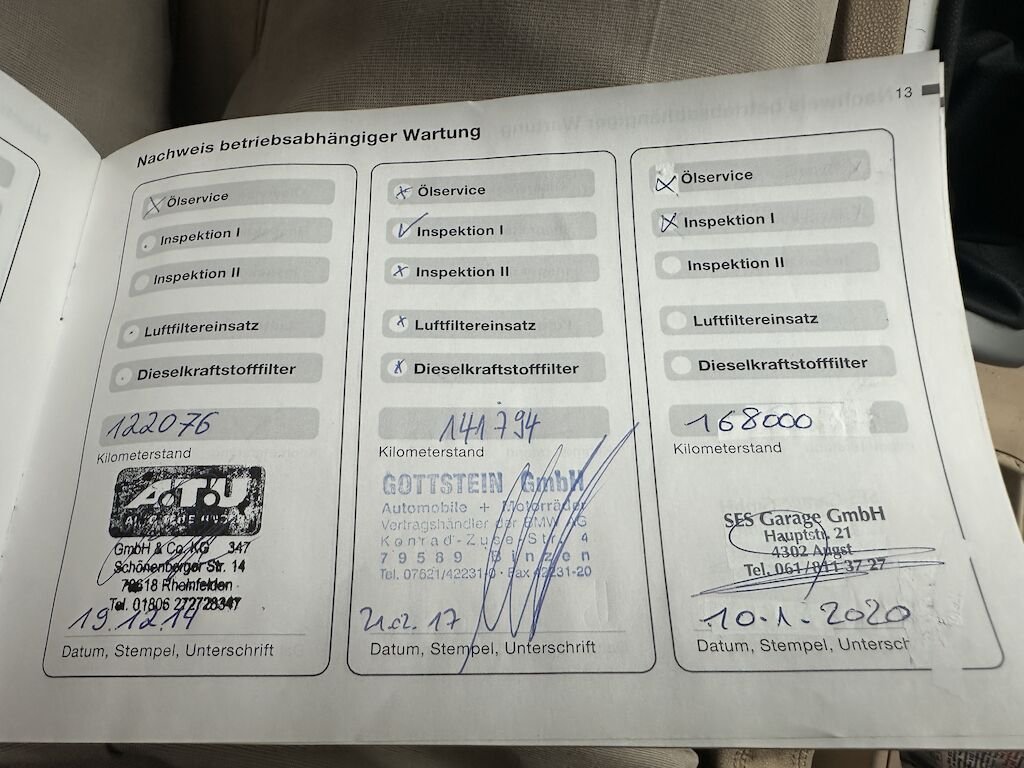 13
Nachweis betriebsabhängiger Wartung
Ölservice
Inspektion I
Inspektion II
Luftfiltereinsatz
Dieselkraftstofffilter
122076
Kilometerstand
A.T.U
GmbH & Co. KG 347
Schönenberger Str. 14
79618 Rheinfelden
Tel. 01806 27272
19.12.14
Datum, Stempel, Unterschrift
Ölservice
Inspektion I
Inspektion II
Luftfiltereinsatz
Dieselkraftstofffilter
141794
Kilometerstand
GOTTSTEIN GmbH
Automobile + Motorräder
Vertragshändler der BMW AG
Konrad-Zuse-Str. 4
79589 Binzen
Tel. 07621/42231-0 · Fax 42231-20
21.02.17
Datum, Stempel, Unterschrift
Ölservice
Inspektion I
Inspektion II
Luftfiltereinsatz
Dieselkraftstofffilter
168000
Kilometerstand
SES Garage GmbH
Hauptstr. 21
4302 Augst
Tel. 061/811 37 27
10.1.2020
Datum, Stempel, Unterschr